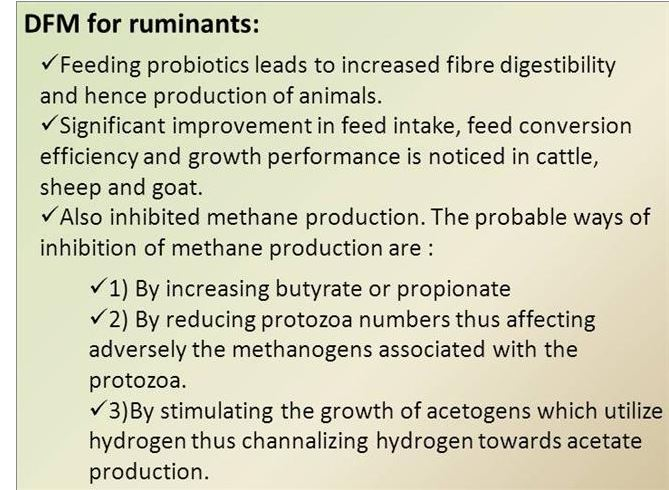 DFM for ruminants:
✓Feeding probiotics leads to increased fibre digestibility
and hence production of animals.
✓Significant improvement in feed intake, feed conversion
efficiency and growth performance is noticed in cattle,
sheep and goat.
✓Also inhibited methane production. The probable ways of
inhibition of methane production are :
✓1) By increasing butyrate or propionate
✓2) By reducing protozoa numbers thus affecting
adversely the methanogens associated with the
protozoa.
✓3)By stimulating the growth of acetogens which utilize
hydrogen thus channalizing hydrogen towards acetate
production.